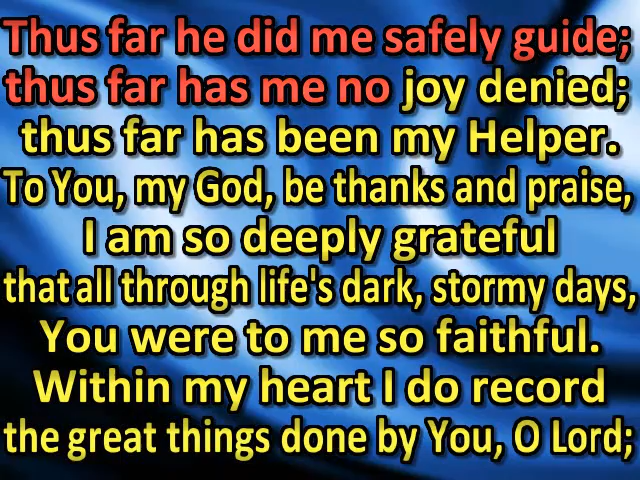 Thus far he did me safely guide;
thus far has me no joy denied;
thus far has been my Helper.
To You, my God, be thanks and praise,
I am so deeply grateful
that all through life's dark, stormy days,
You were to me so faithful.
Within my heart I do record
the great things done by You, O Lord;